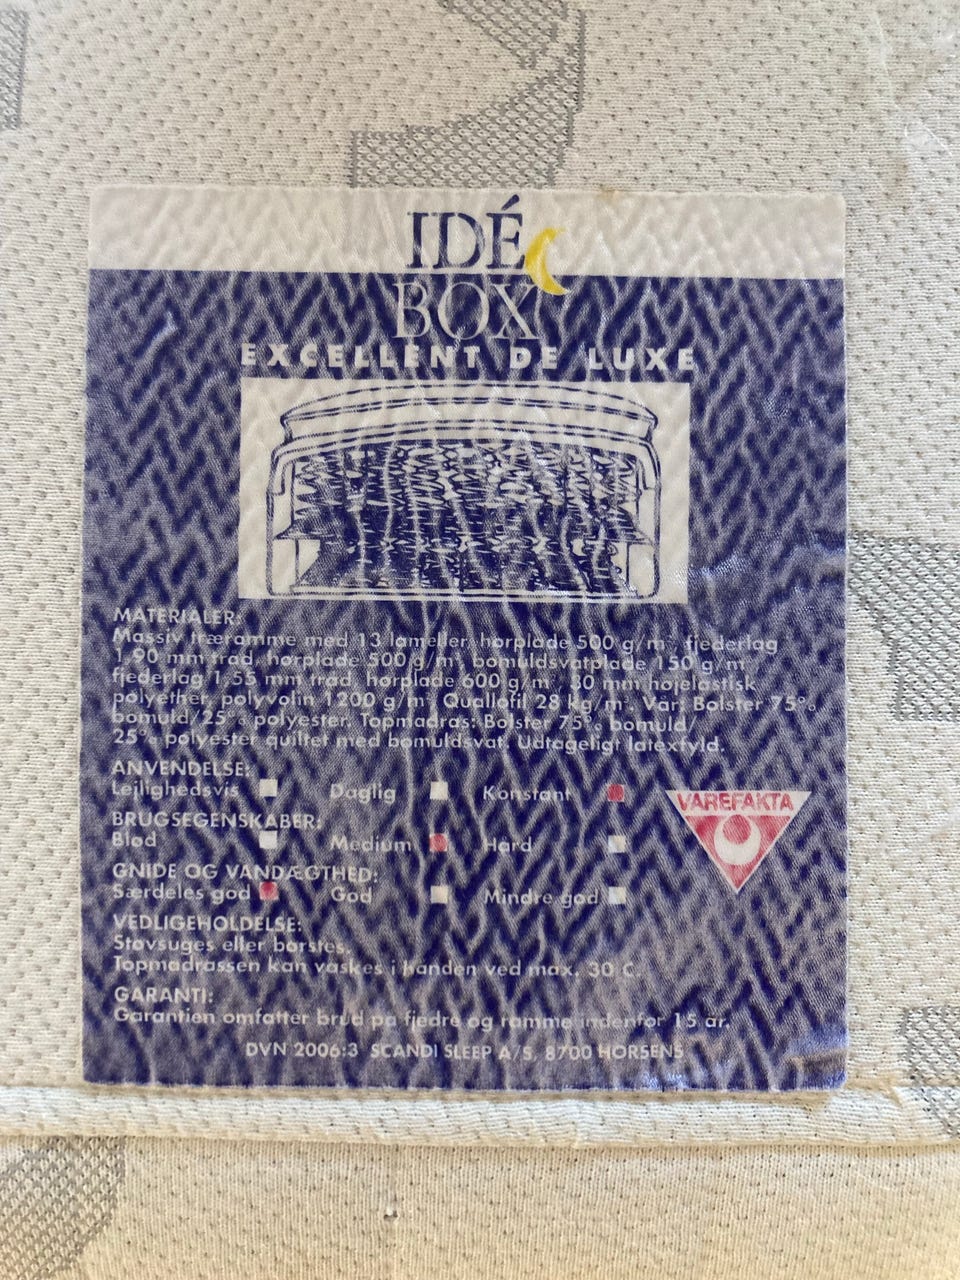 IDÉ
BOX
EXCELLENT DE LUXE
MATERIALER:
Massiv træramme med 13 lameller, hørplade 500 g/m², fjederlag
1,90 mm tråd, hørplade 500 g/m², bomuldsvatplade 150 g/m²
fjederlag 1,55 mm tråd, hørplade 600 g/m², 30 mm højelastisk
polyether, polyvolin 1200 g/m² Quallofil 28 kg/m³. Vår: Bolster 75%
bomuld/25% polyester. Topmadras: Bolster 75% bomuld/
25% polyester quiltet med bomuldsvat. Udtageligt latexfyld.
ANVENDELSE:
Lejlighedsvis Daglig Konstant
BRUGSEGENSKABER:
Blød Medium Hård
GNIDE OG VANDÆGTHED:
Særdeles god God Mindre god
VAREFAKTA
VEDLIGEHOLDELSE:
Støvsuges eller børstes.
Topmadrassen kan vaskes i hånden ved max. 30 C.
GARANTI:
Garantien omfatter brud på fjedre og ramme indenfor 15 år.
DVN 2006:3 SCANDI SLEEP A/S, 8700 HORSENS